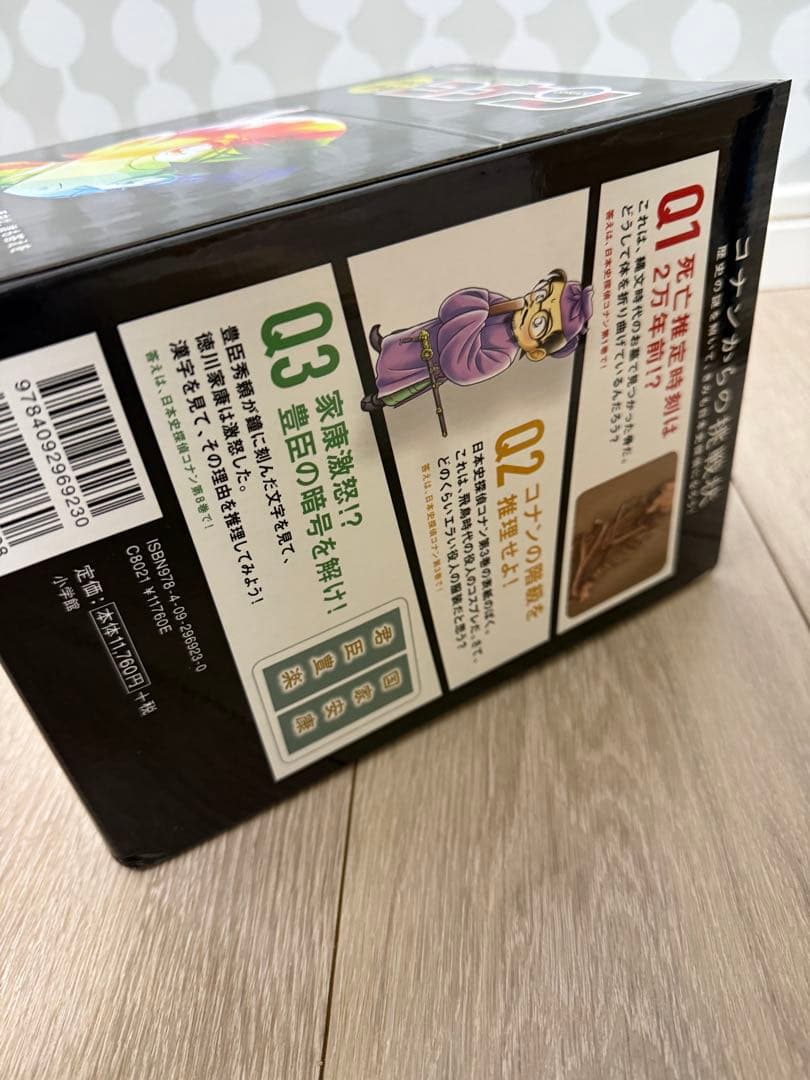 コナンからの挑戦状
Q1 死亡推定時刻は
2万年前!?
これは、縄文時代のお墓で見つかった骨だ。
どうして体を折り曲げているんだろう?
答えは、日本史探偵コナン第1巻で!
Q2 コナンの階級を
推理せよ!
日本史探偵コナン第3巻の表紙のぼく。
これは、飛鳥時代の役人のコスプレだ。さて、
どのくらいエラい役人の服装だと思う?
答えは、日本史探偵コナン第3巻で!
Q3 家康激怒!?
豊臣の暗号を解け!
豊臣秀頼が鐘に刻んだ文字を見て、
徳川家康は激怒した。
漢字を見て、その理由を推理してみよう!
答えは、日本史探偵コナン第8巻で!
国家安康
君臣豊楽
9784092969230
ISBN978-4-09-296923-0
C8021 ¥11760E
定価:本体11,760円+税
小学館